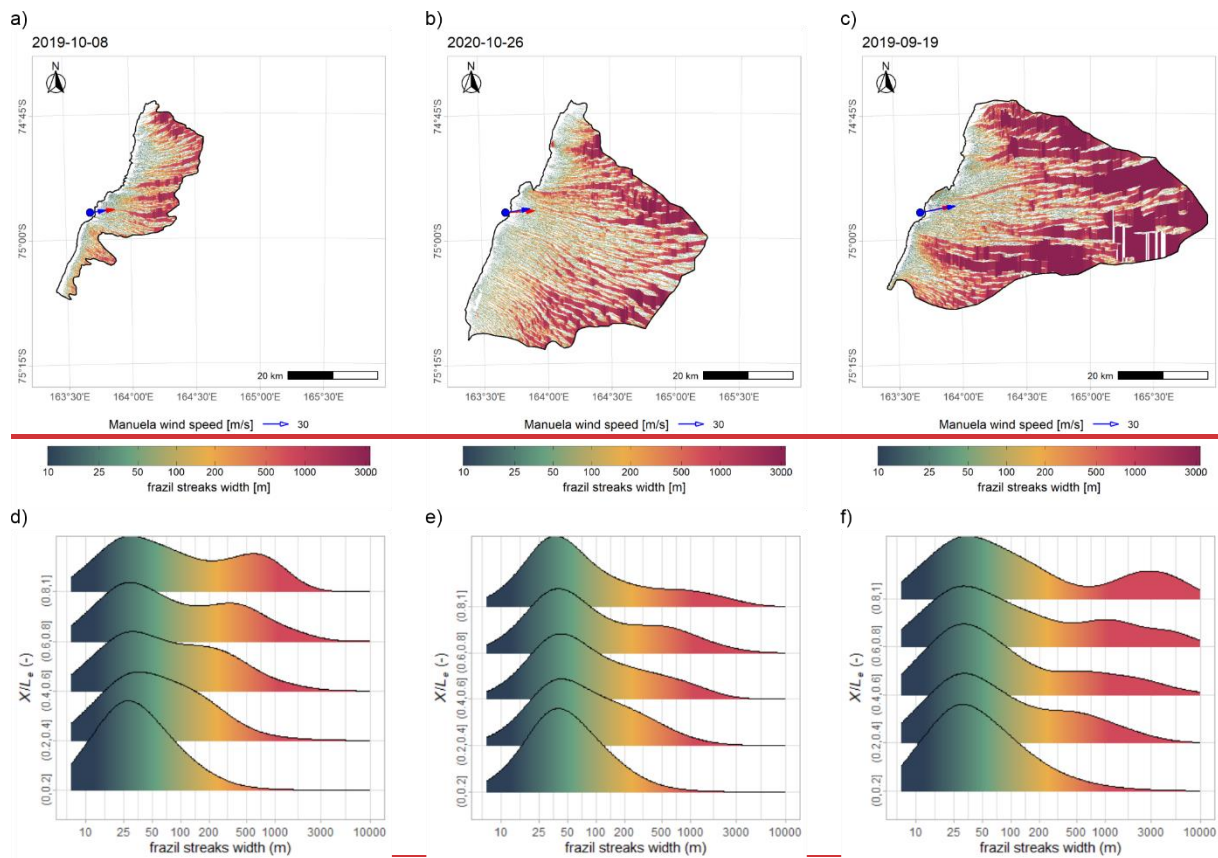 a)
2019-10-08
N
74°45'S
75°00'S
75°15'S
20 km
163°30'E 164°00'E 164°30'E 165°00'E 165°30'E
Manuela wind speed [m/s] 30
b)
2020-10-26
N
74°45'S
75°00'S
75°15'S
20 km
163°30'E 164°00'E 164°30'E 165°00'E 165°30'E
Manuela wind speed [m/s] 30
c)
2019-09-19
N
74°45'S
75°00'S
75°15'S
20 km
163°30'E 164°00'E 164°30'E 165°00'E 165°30'E
Manuela wind speed [m/s] 30
10 25 50 100 200 500 1000 3000
frazil streaks width [m]
10 25 50 100 200 500 1000 3000
frazil streaks width [m]
10 25 50 100 200 500 1000 3000
frazil streaks width [m]
d)
X/Le (-)
(0.8,1]
(0.6,0.8]
(0.4,0.6]
(0.2,0.4]
(0,0.2]
10 25 50 100 200 500 1000 3000 10000
frazil streaks width (m)
e)
X/Le (-)
(0.8,1]
(0.6,0.8]
(0.4,0.6]
(0.2,0.4]
(0,0.2]
10 25 50 100 200 500 1000 3000 10000
frazil streaks width (m)
f)
X/Le (-)
(0.8,1]
(0.6,0.8]
(0.4,0.6]
(0.2,0.4]
(0,0.2]
10 25 50 100 200 500 1000 3000 10000
frazil streaks width (m)